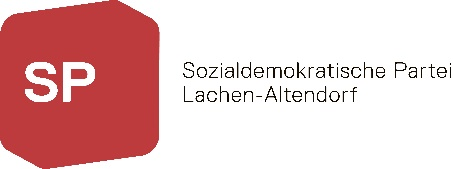 SP
Sozialdemokratische Partei
Lachen-Altendorf